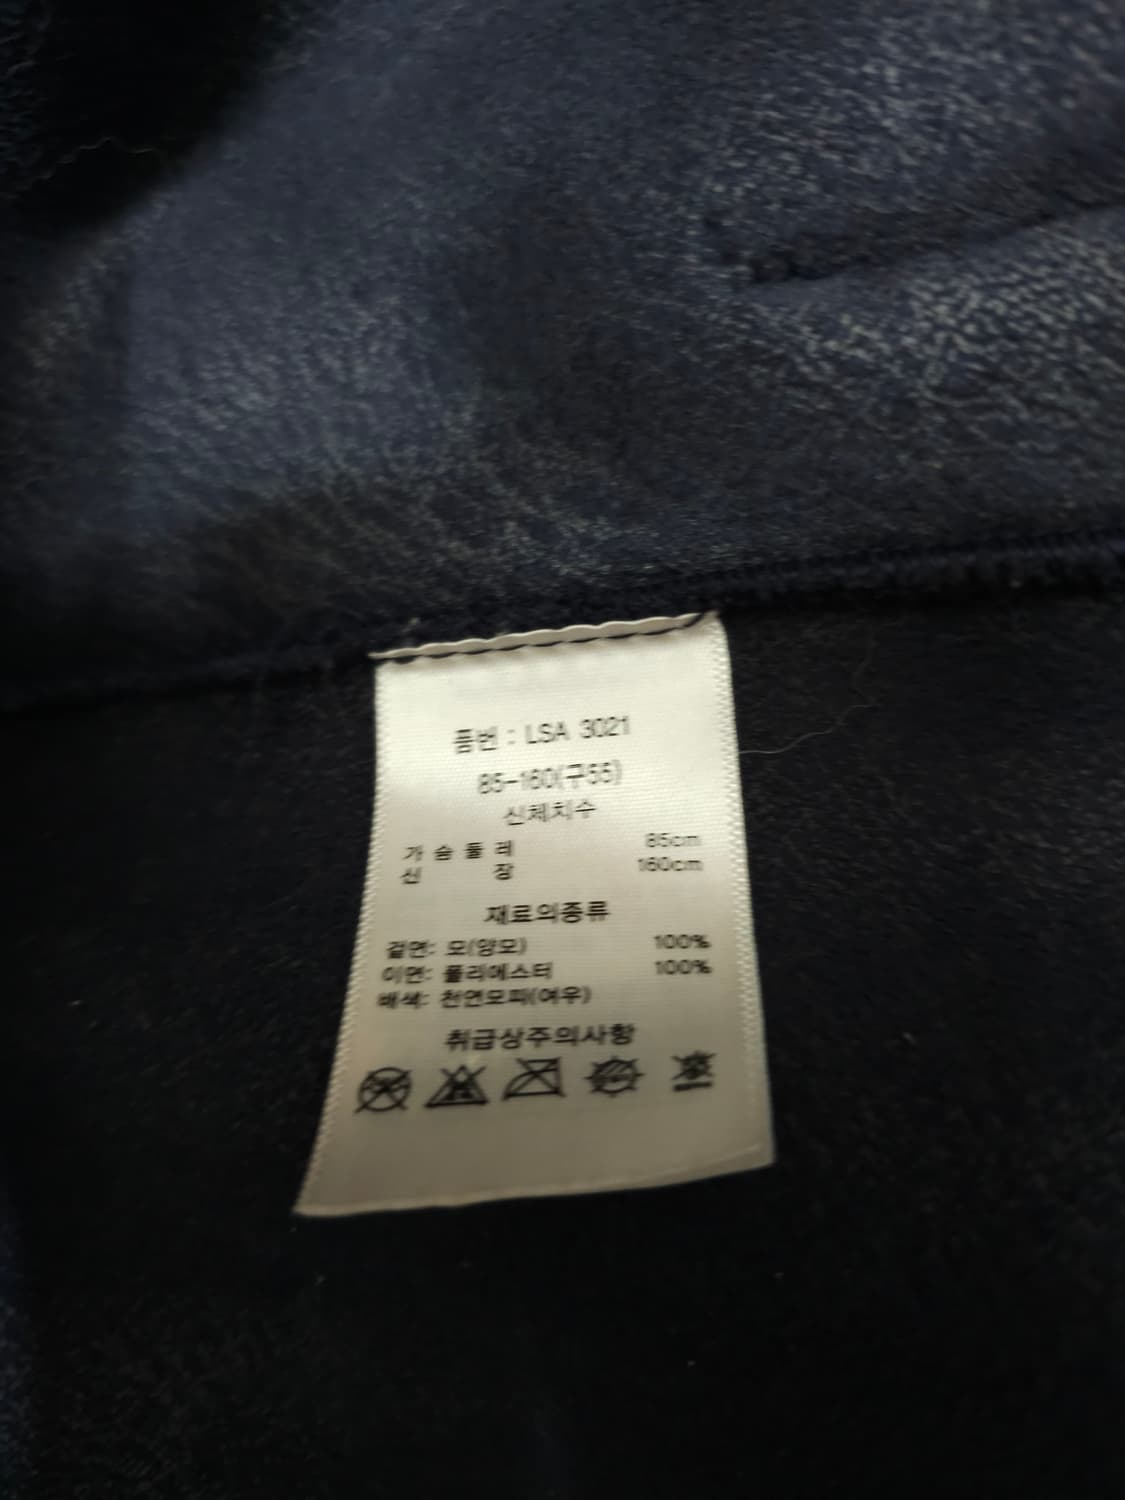 품번 : LSA 3021
85-160(구55)
신체치수
가슴둘레 85cm
신장 160cm
재료의종류
겉면: 모(양모) 100%
이면: 폴리에스터 100%
배색: 천연모피(여우)
취급상주의사항